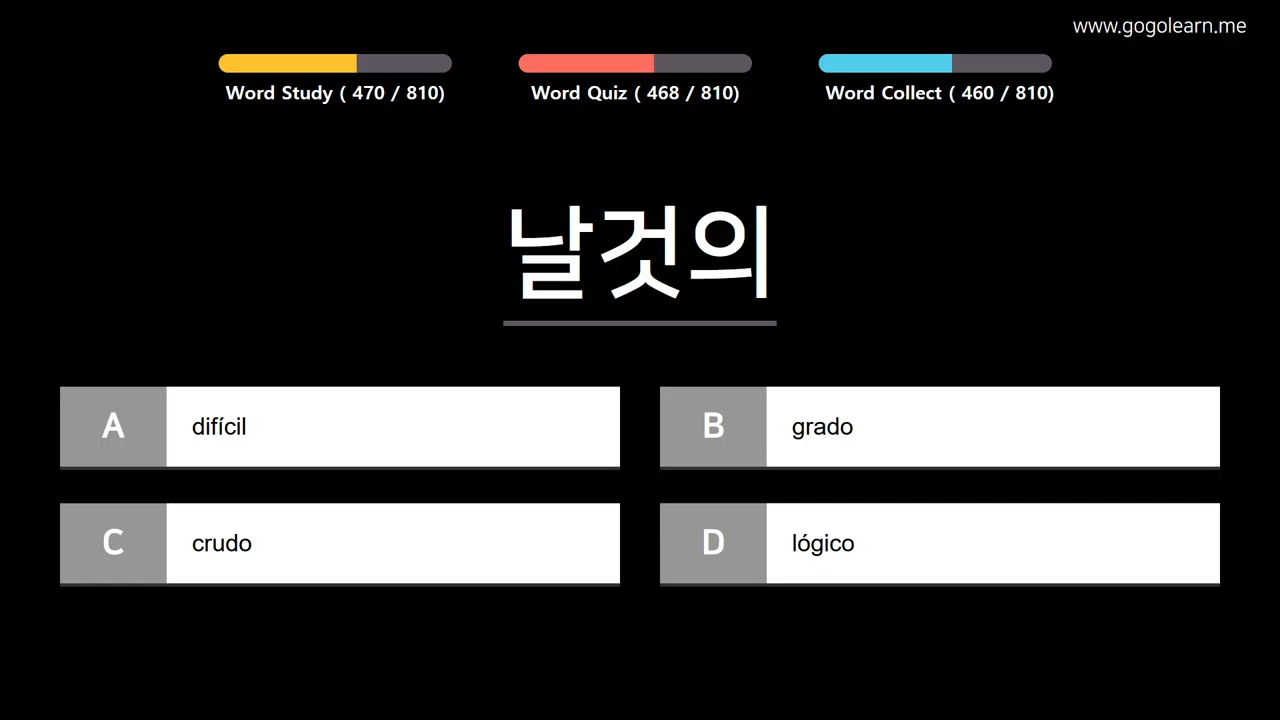 www.gogolearn.me
Word Study ( 470 / 810)
Word Quiz ( 468 / 810)
Word Collect ( 460 / 810)
날것의
A difícil
B grado
C crudo
D lógico